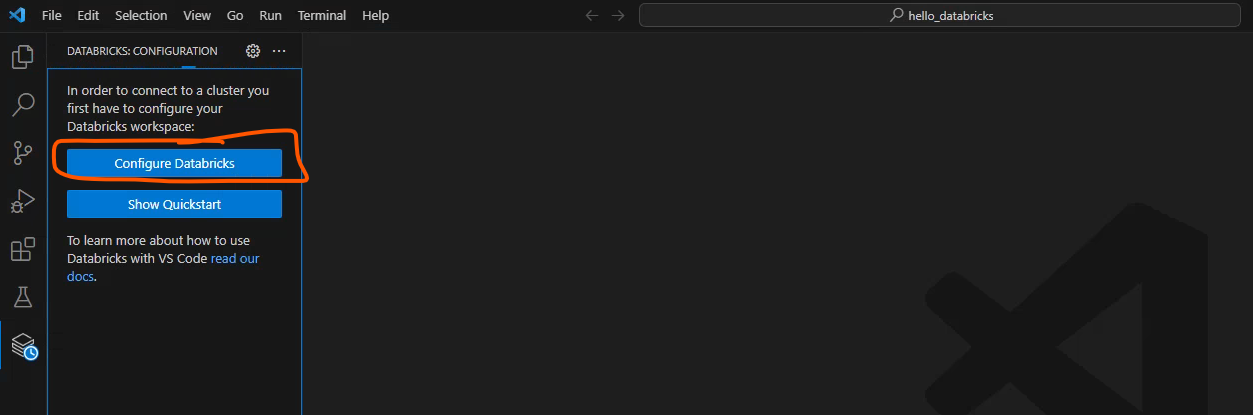 File Edit Selection View Go Run Terminal Help
hello_databricks
DATABRICKS: CONFIGURATION
In order to connect to a cluster you
first have to configure your
Databricks workspace:
Configure Databricks
Show Quickstart
To learn more about how to use
Databricks with VS Code read our
docs.